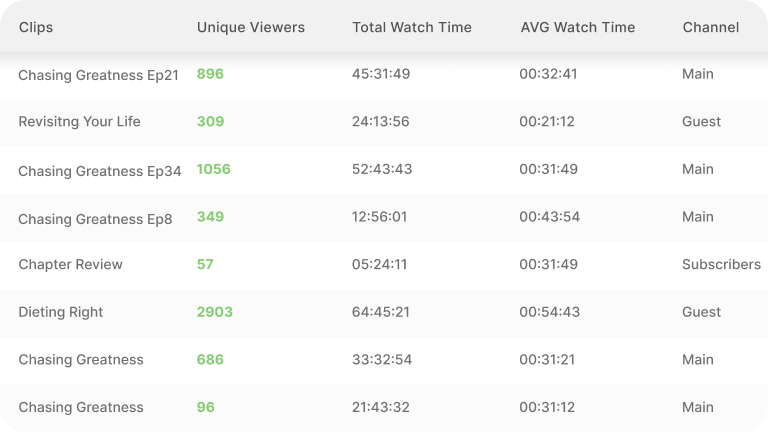 Clips Unique Viewers Total Watch Time AVG Watch Time Channel
Chasing Greatness Ep21 896 45:31:49 00:32:41 Main
Revisitng Your Life 309 24:13:56 00:21:12 Guest
Chasing Greatness Ep34 1056 52:43:43 00:31:49 Main
Chasing Greatness Ep8 349 12:56:01 00:43:54 Main
Chapter Review 57 05:24:11 00:31:49 Subscribers
Dieting Right 2903 64:45:21 00:54:43 Guest
Chasing Greatness 686 33:32:54 00:31:21 Main
Chasing Greatness 96 21:43:32 00:31:12 Main